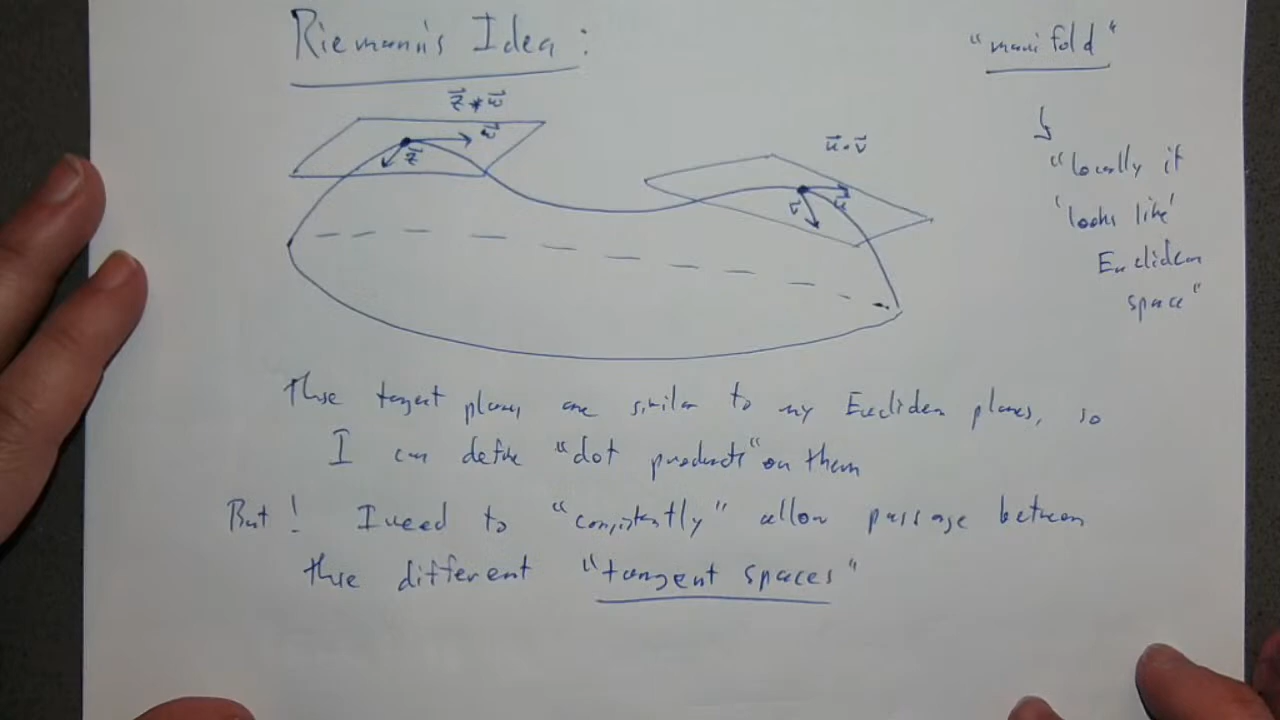 Riemann's Idea:
"manifold"
z⃗ * w⃗
w⃗
z⃗
u⃗ · v⃗
u⃗
v⃗
"locally it
'looks like'
Euclidean
space"
These tangent planes are similar to my Euclidean planes, so
I can define "dot products" on them
But! I need to "consistently" allow passage between
these different "tangent spaces"